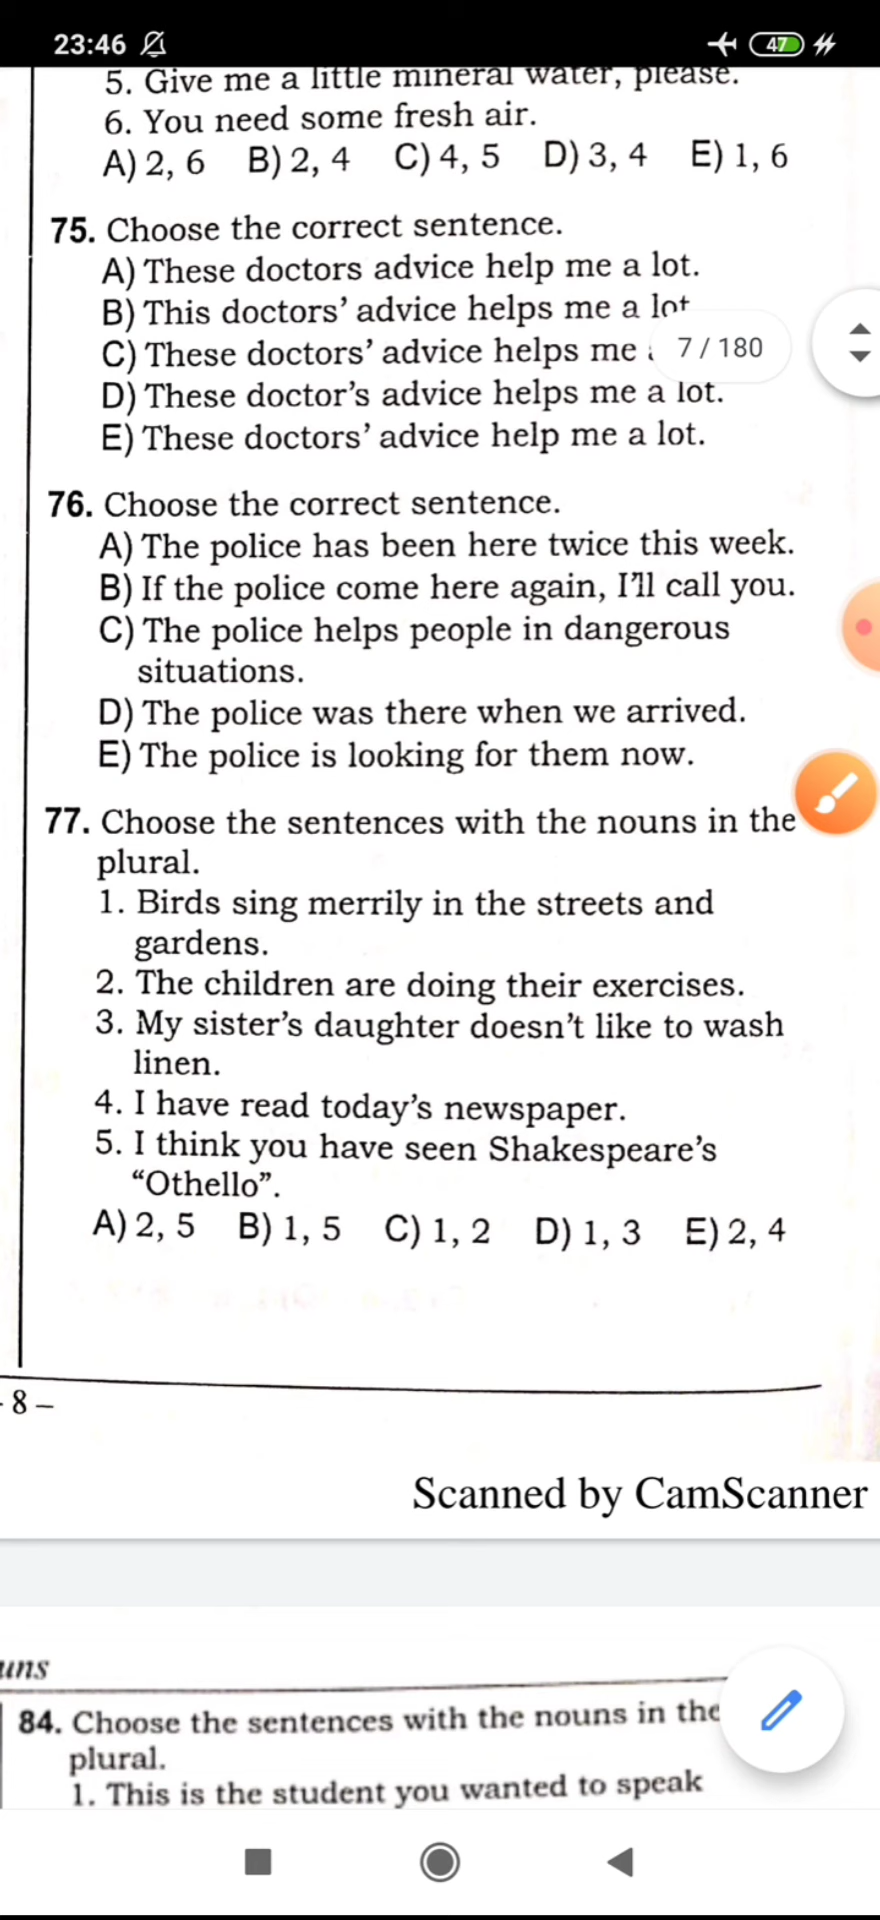 23:46
47
5. Give me a little mineral water, please.
6. You need some fresh air.
A) 2, 6 B) 2, 4 C) 4, 5 D) 3, 4 E) 1, 6
75. Choose the correct sentence.
A) These doctors advice help me a lot.
B) This doctors' advice helps me a lot
C) These doctors' advice helps me
7 / 180
D) These doctor's advice helps me a lot.
E) These doctors' advice help me a lot.
76. Choose the correct sentence.
A) The police has been here twice this week.
B) If the police come here again, I'll call you.
C) The police helps people in dangerous
situations.
D) The police was there when we arrived.
E) The police is looking for them now.
77. Choose the sentences with the nouns in the
plural.
1. Birds sing merrily in the streets and
gardens.
2. The children are doing their exercises.
3. My sister's daughter doesn't like to wash
linen.
4. I have read today's newspaper.
5. I think you have seen Shakespeare's
“Othello”.
A) 2, 5 B) 1, 5 C) 1, 2 D) 1, 3 E) 2, 4
- 8 –
Scanned by CamScanner
uns
84. Choose the sentences with the nouns in the
plural.
1. This is the student you wanted to speak